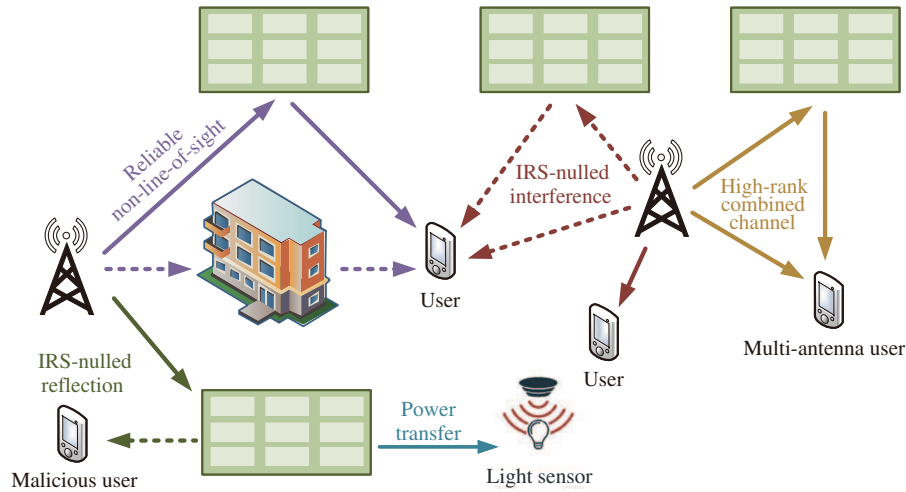 Reliable
non-line-of-sight
IRS-nulled
interference
High-rank
combined
channel
User
User
Multi-antenna user
IRS-nulled
reflection
Power
transfer
Malicious user
Light sensor